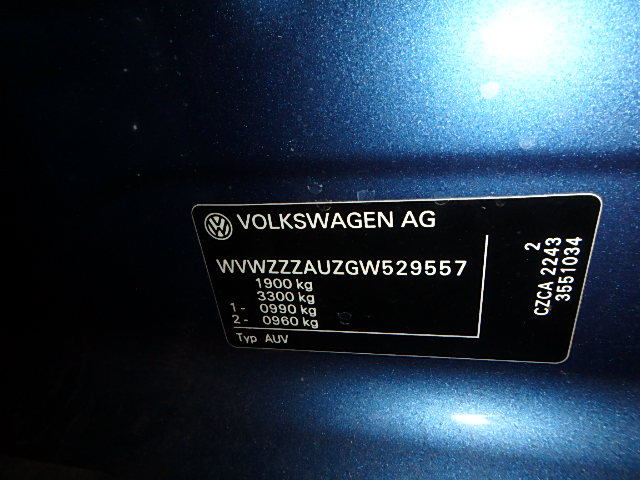 VOLKSWAGEN AG
WVWZZZAUZGW529557
1900 kg
3300 kg
1- 0990 kg
2- 0960 kg
Typ AUV
2
CZCA 2243
3551034